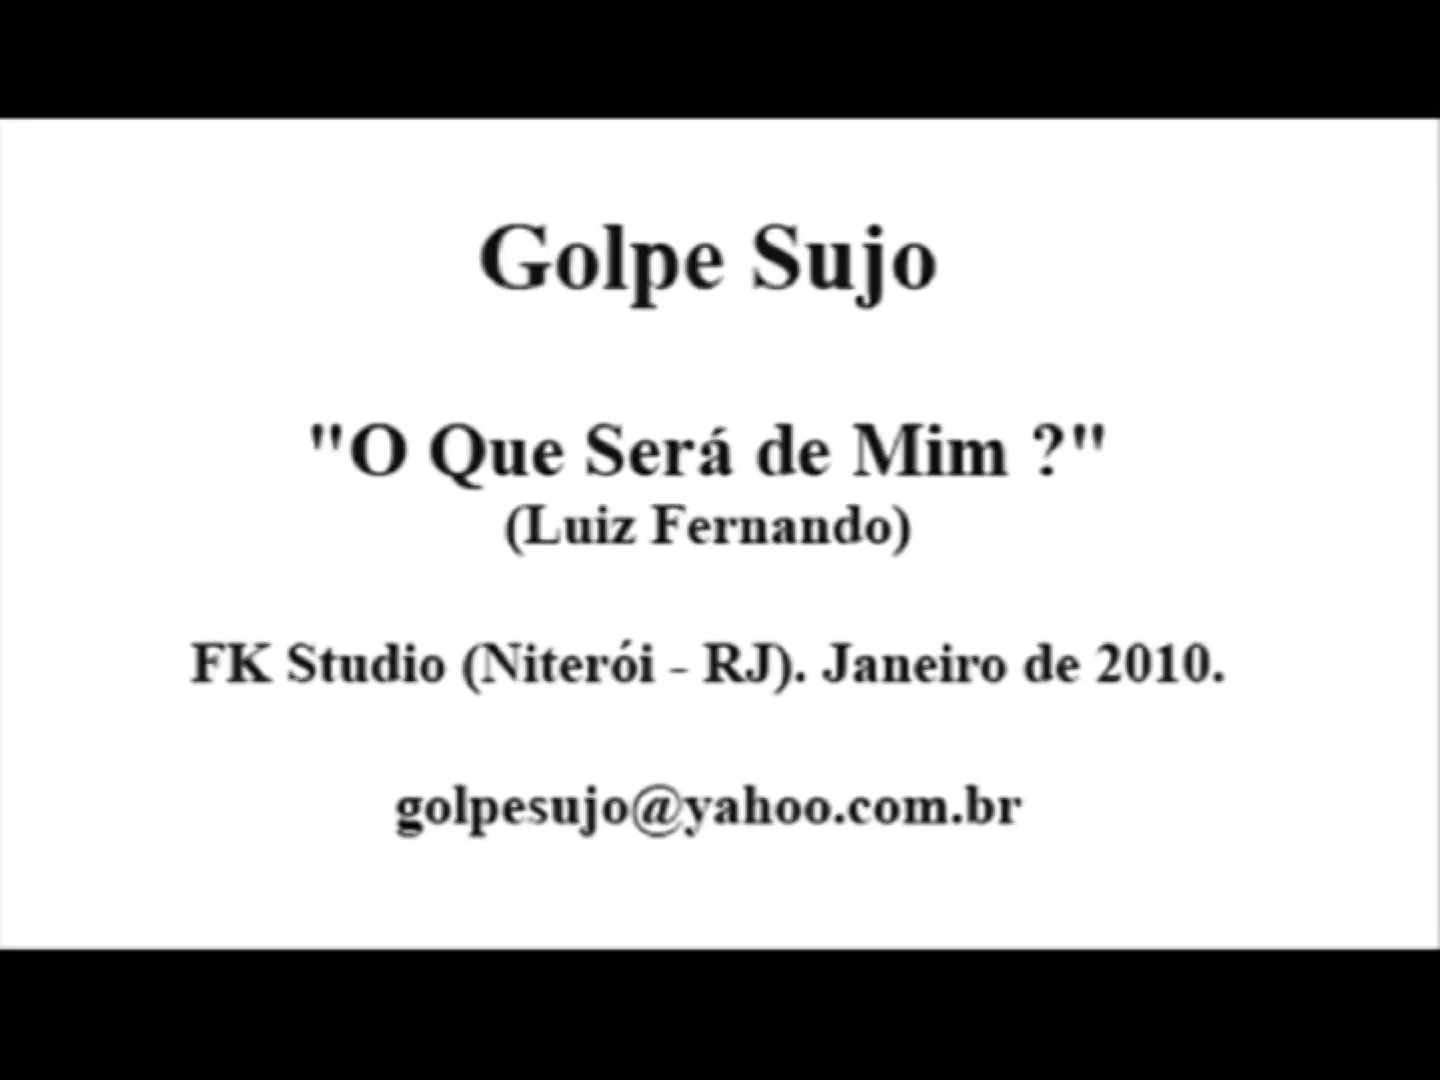 Golpe Sujo
"O Que Será de Mim ?"
(Luiz Fernando)
FK Studio (Niterói - RJ). Janeiro de 2010.
golpesujo@yahoo.com.br